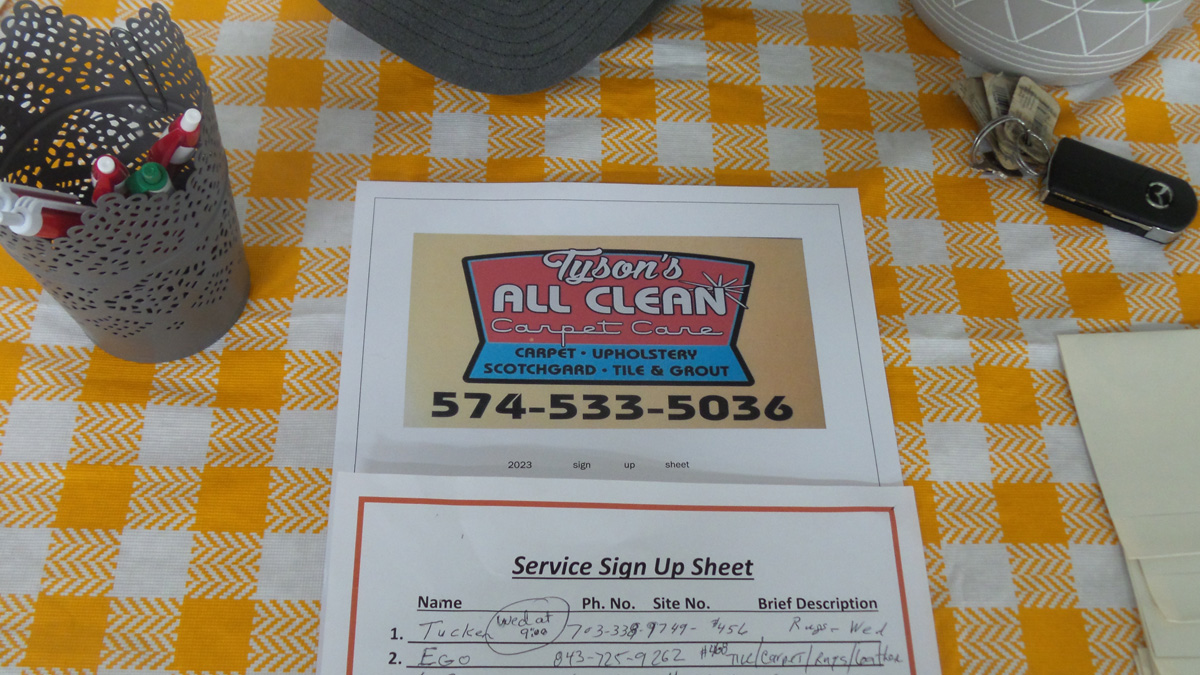 Tyson's
ALL CLEAN
Carpet Care
CARPET • UPHOLSTERY
SCOTCHGARD • TILE & GROUT
574-533-5036
2023 sign up sheet
Service Sign Up Sheet
Name Ph. No. Site No. Brief Description
Wed at
9:00
1. Tucker 703-338-9749- #456 Rugs - Wed
2. EGO 843-725-9262 #468 Tile/Carpet/Rugs/Leather